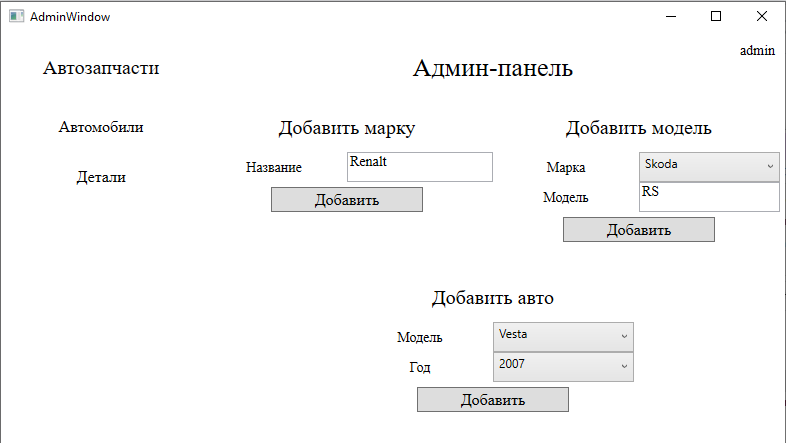 AdminWindow
admin
Автозапчасти
Админ-панель
Автомобили
Детали
Добавить марку
Название
Renalt
Добавить
Добавить модель
Марка
Skoda
Модель
RS
Добавить
Добавить авто
Модель
Vesta
Год
2007
Добавить